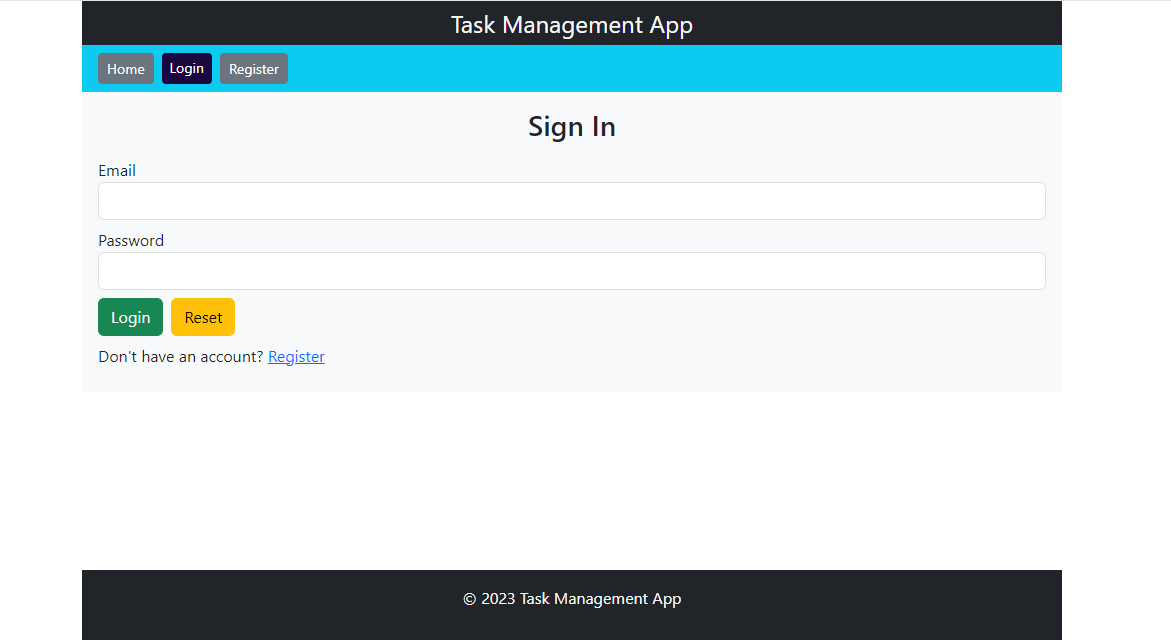 Task Management App
Home Login Register
Sign In
Email
Password
Login Reset
Don't have an account? Register
© 2023 Task Management App